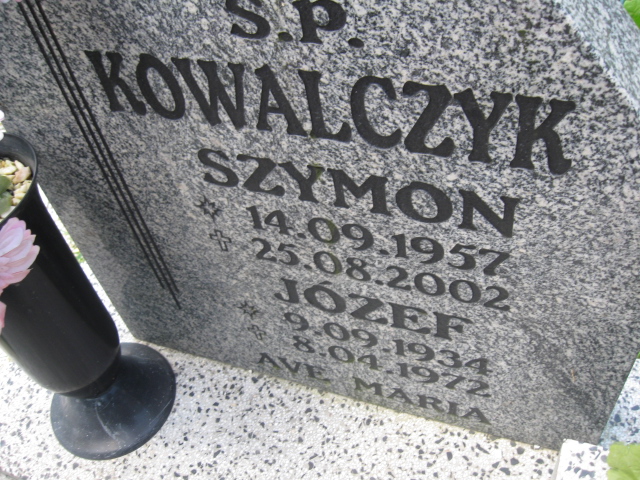 Ś.P.
KOWALCZYK
SZYMON
14.09.1957
25.08.2002
JÓZEF
9.09.1934
8.04.1972
AVE MARIA